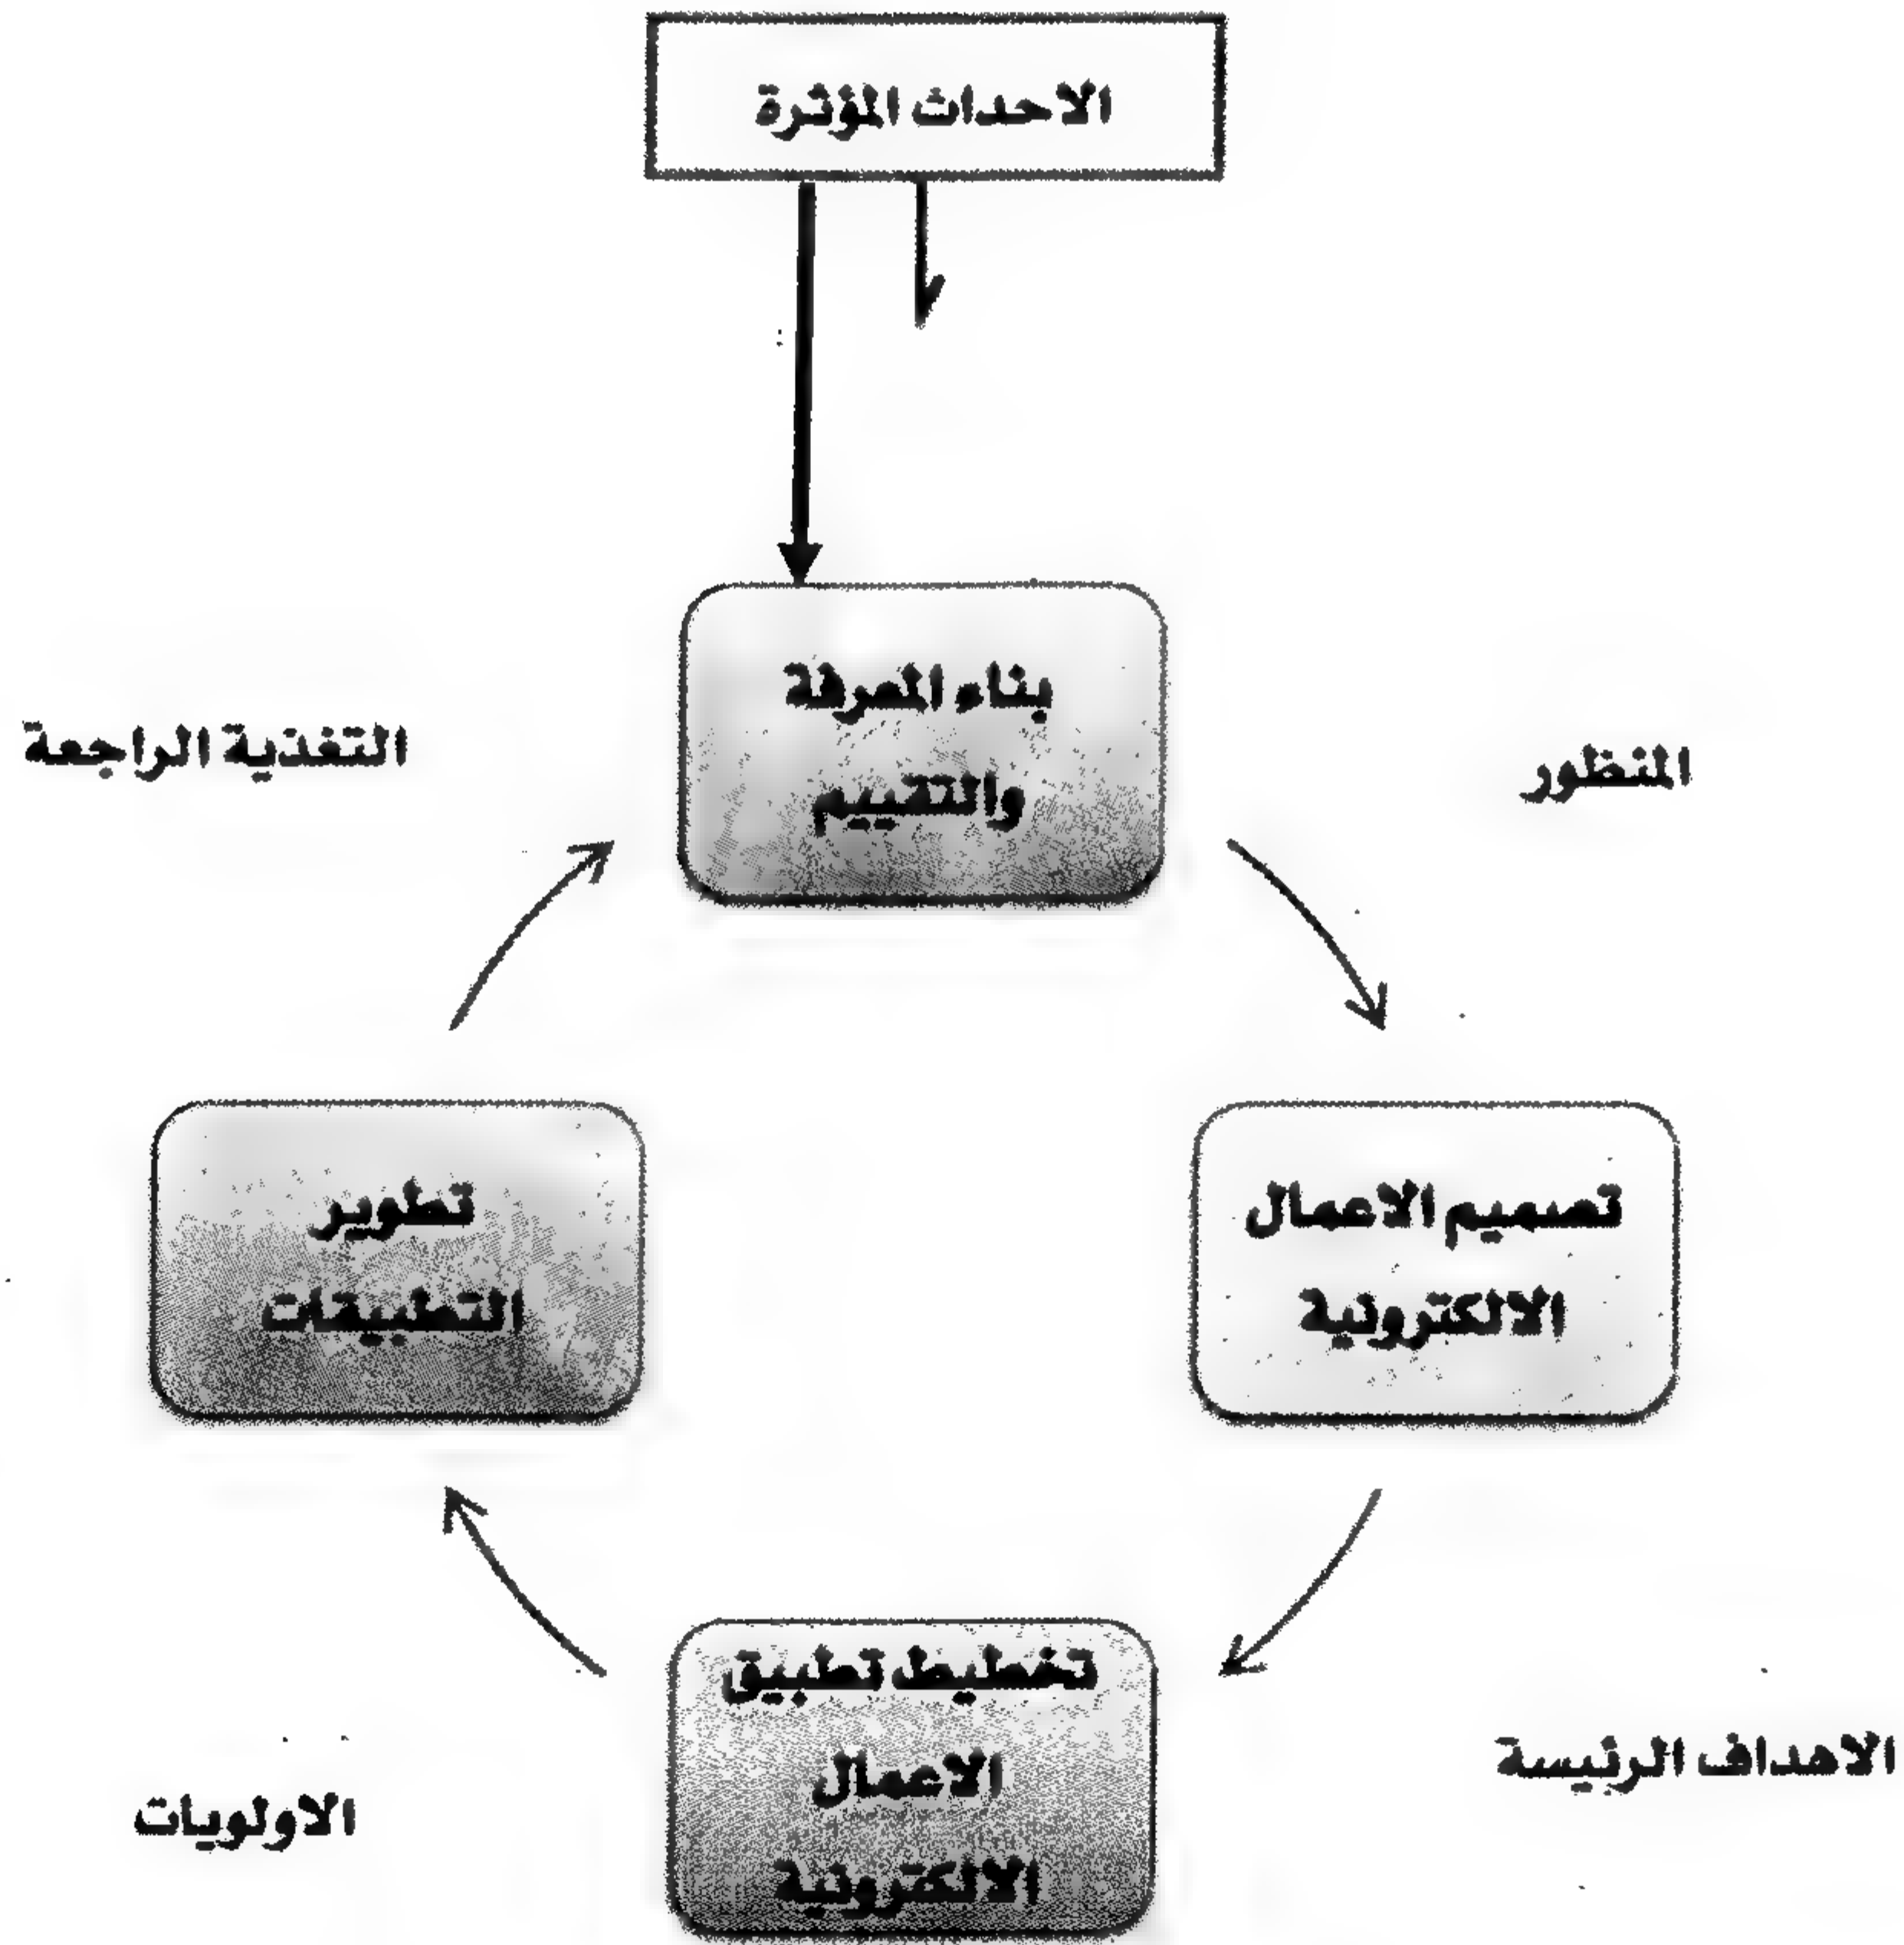 الاحداث المؤثرة
بناء المعرفة
والتقييم
المنظور
التغذية الراجعة
تصميم الاعمال
الالكترونية
تطوير
التطبيقات
تخطيط تطبيق
الاعمال
الالكترونية
الاهداف الرئيسة
الاولويات